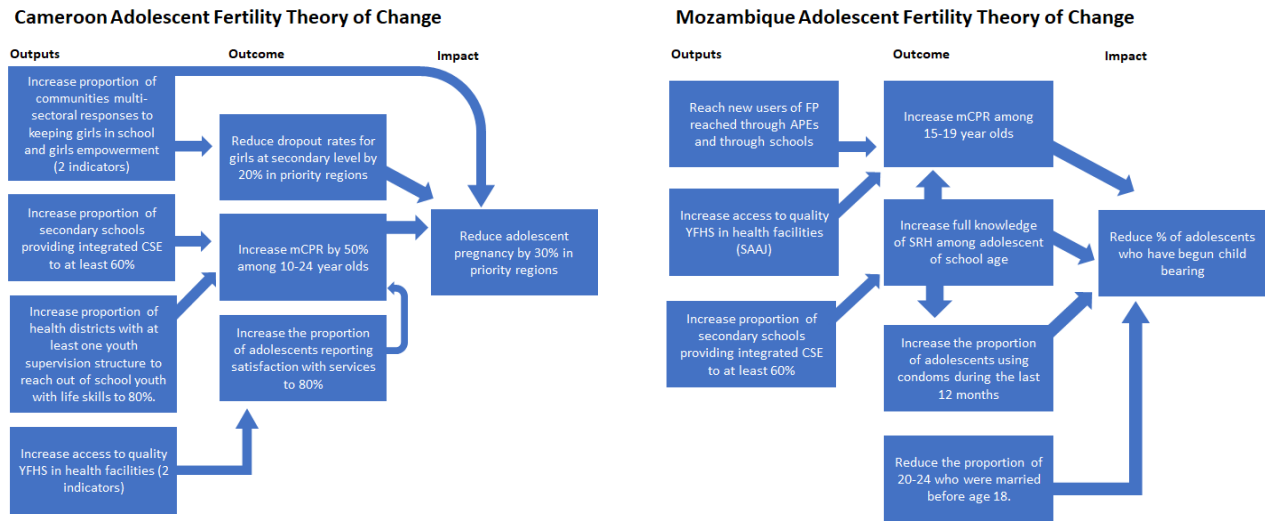 Cameroon Adolescent Fertility Theory of Change
Outputs
Outcome
Impact
Increase proportion of
communities multi-
sectoral responses to
keeping girls in school
and girls empowerment
(2 indicators)
Reduce dropout rates for
girls at secondary level by
20% in priority regions
Increase proportion of
secondary schools
providing integrated CSE
to at least 60%
Increase mCPR by 50%
among 10-24 year olds
Reduce adolescent
pregnancy by 30% in
priority regions
Increase proportion of
health districts with at
least one youth
supervision structure to
reach out of school youth
with life skills to 80%.
Increase the proportion
of adolescents reporting
satisfaction with services
to 80%
Increase access to quality
YFHS in health facilities (2
indicators)
Mozambique Adolescent Fertility Theory of Change
Outputs
Outcome
Impact
Reach new users of FP
reached through APEs
and through schools
Increase mCPR among
15-19 year olds
Increase access to quality
YFHS in health facilities
(SAAJ)
Increase full knowledge
of SRH among adolescent
of school age
Reduce % of adolescents
who have begun child
bearing
Increase proportion of
secondary schools
providing integrated CSE
to at least 60%
Increase the proportion
of adolescents using
condoms during the last
12 months
Reduce the proportion of
20-24 who were married
before age 18.